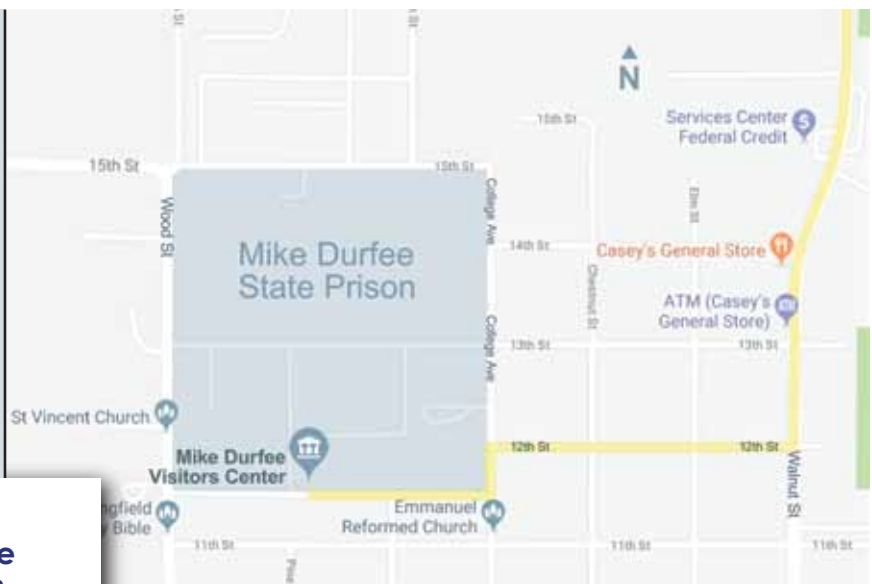 N
15th St
15th St
15th St
Services Center
Federal Credit
Wood St
College Ave
Elm St
Mike Durfee
State Prison
14th St
Casey's General Store
Chestnut St
ATM (Casey's
General Store)
College Ave
13th St
13th St
St Vincent Church
12th St
12th St
Mike Durfee
Visitors Center
Walnut St
ngfield
Bible
Emmanuel
Reformed Church
11th St
11th St
11th St
e